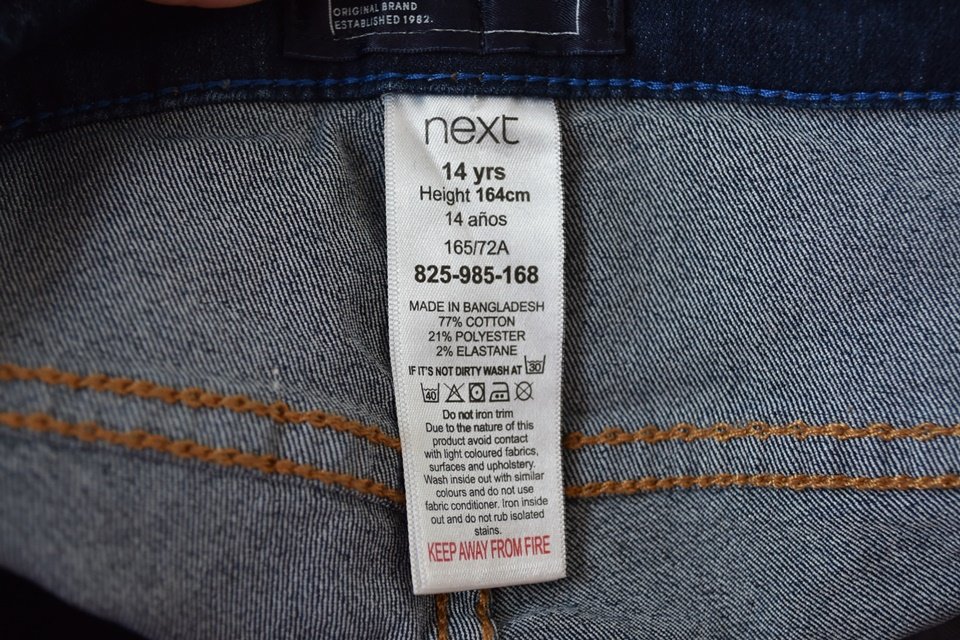 ORIGINAL BRAND
ESTABLISHED 1982.
next
14 yrs
Height 164cm
14 años
165/72A
825-985-168
MADE IN BANGLADESH
77% COTTON
21% POLYESTER
2% ELASTANE
IF IT'S NOT DIRTY WASH AT 30
40
Do not iron trim
Due to the nature of this
product avoid contact
with light coloured fabrics,
surfaces and upholstery.
Wash inside out with similar
colours and do not use
fabric conditioner. Iron inside
out and do not rub isolated
stains.
KEEP AWAY FROM FIRE